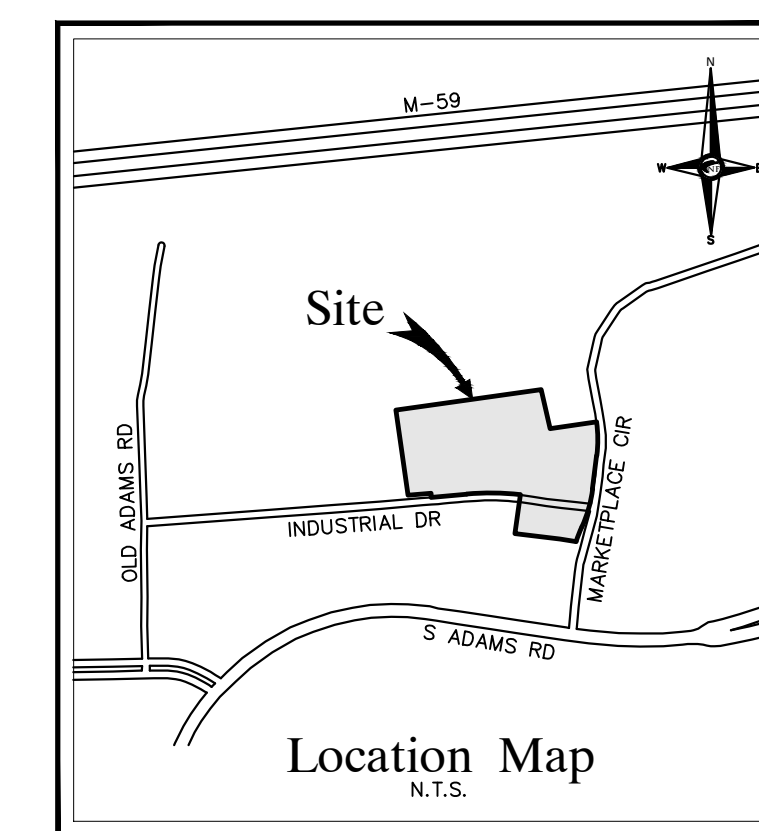 M-59
N
W
E
S
Site
OLD ADAMS RD
INDUSTRIAL DR
MARKETPLACE CIR
S ADAMS RD
Location Map
N.T.S.